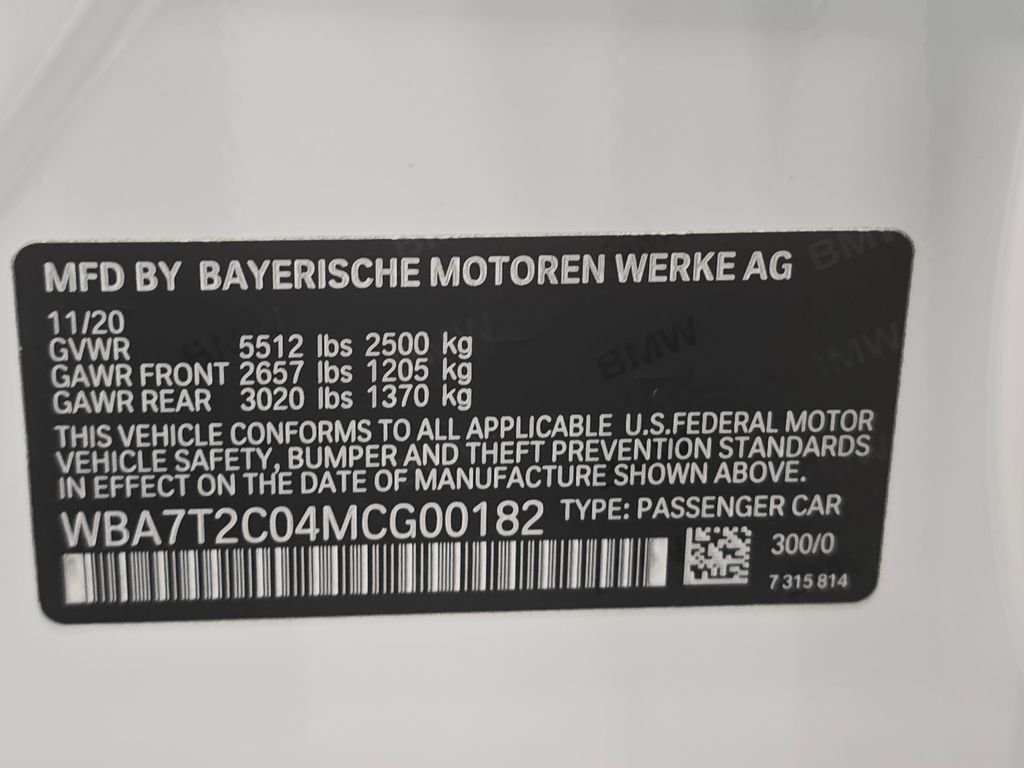 MFD BY BAYERISCHE MOTOREN WERKE AG
11/20
GVWR 5512 lbs 2500 kg
GAWR FRONT 2657 lbs 1205 kg
GAWR REAR 3020 lbs 1370 kg
THIS VEHICLE CONFORMS TO ALL APPLICABLE U.S.FEDERAL MOTOR
VEHICLE SAFETY, BUMPER AND THEFT PREVENTION STANDARDS
IN EFFECT ON THE DATE OF MANUFACTURE SHOWN ABOVE.
WBA7T2C04MCG00182 TYPE: PASSENGER CAR
300/0
7 315 814
BMW
BMW
BMW